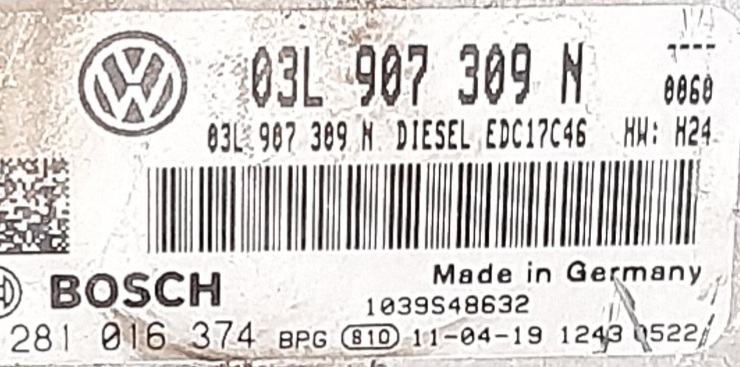 03L 907 309 N ----
0060
03L 907 309 N DIESEL EDC17C46 HW: H24
Made in Germany
BOSCH
1039S48632
281 016 374 BPG 810 11-04-19 1243 0522